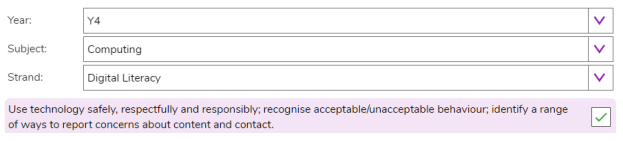 Year: Y4
Subject: Computing
Strand: Digital Literacy
Use technology safely, respectfully and responsibly; recognise acceptable/unacceptable behaviour; identify a range
of ways to report concerns about content and contact.